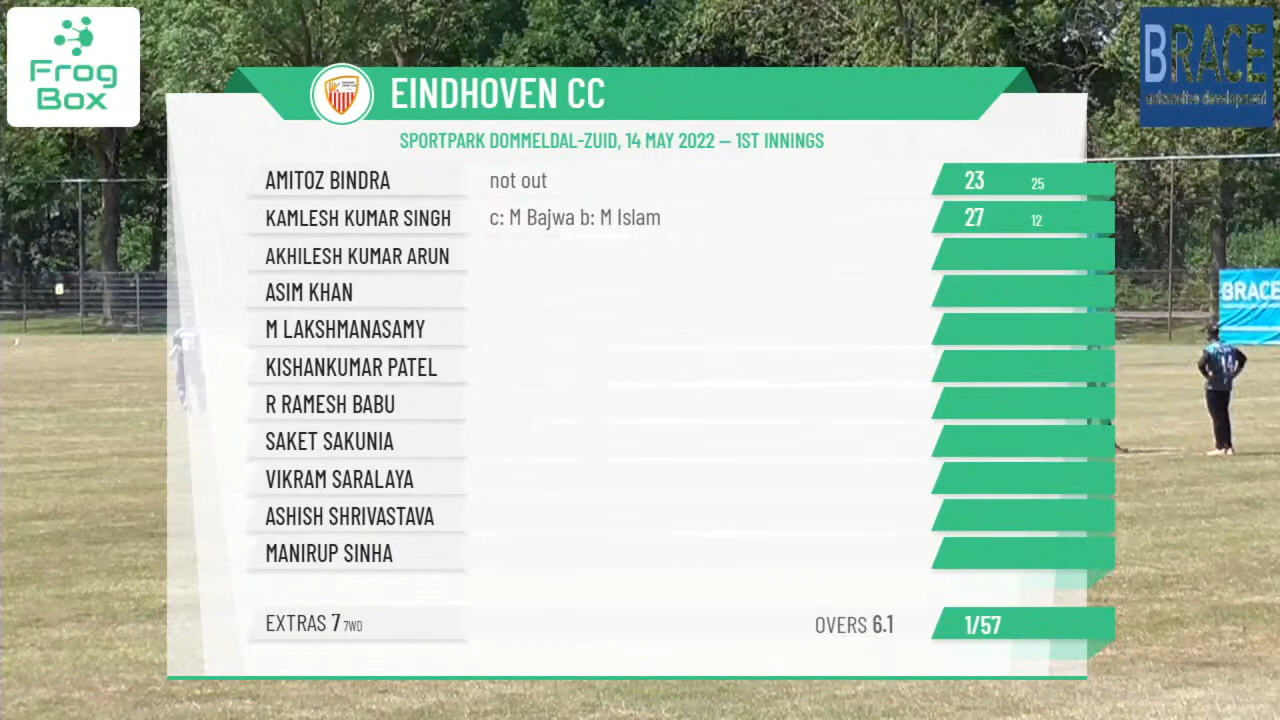 Frog
Box
BRACE
automotive development
EINDHOVEN CC
SPORTPARK DOMMELDAL-ZUID, 14 MAY 2022 – 1ST INNINGS
AMITOZ BINDRA not out 23 25
KAMLESH KUMAR SINGH c: M Bajwa b: M Islam 27 12
AKHILESH KUMAR ARUN
ASIM KHAN
M LAKSHMANASAMY
KISHANKUMAR PATEL
R RAMESH BABU
SAKET SAKUNIA
VIKRAM SARALAYA
ASHISH SHRIVASTAVA
MANIRUP SINHA
EXTRAS 7 7WD OVERS 6.1 1/57
BRACE